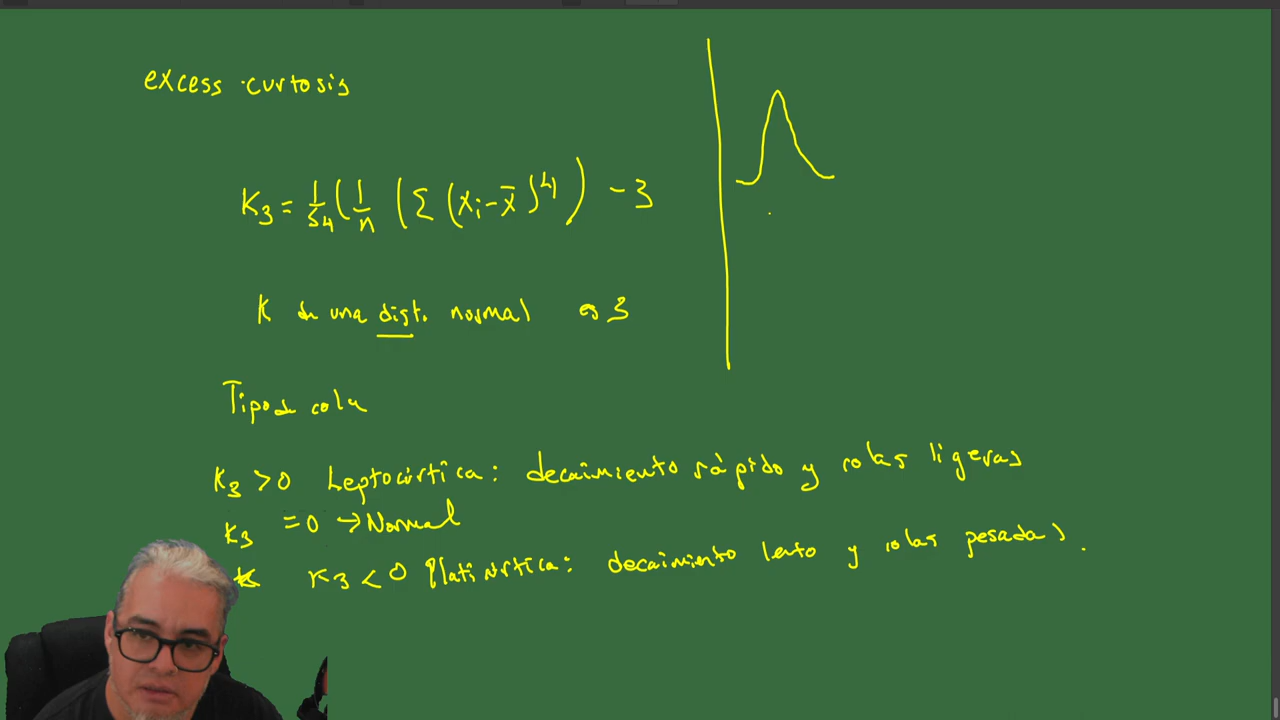 excess curtosis
K₃ = 1/S₄ ( 1/n ( Σ (xᵢ - x̄)⁴ ) - 3
K de una dist. normal es 3
Tipo de cola
K₃ > 0 Leptocúrtica: decaimiento rápido y colas ligeras
K₃ = 0 → Normal
K₃ < 0 Platicúrtica: decaimiento lento y colas pesadas.